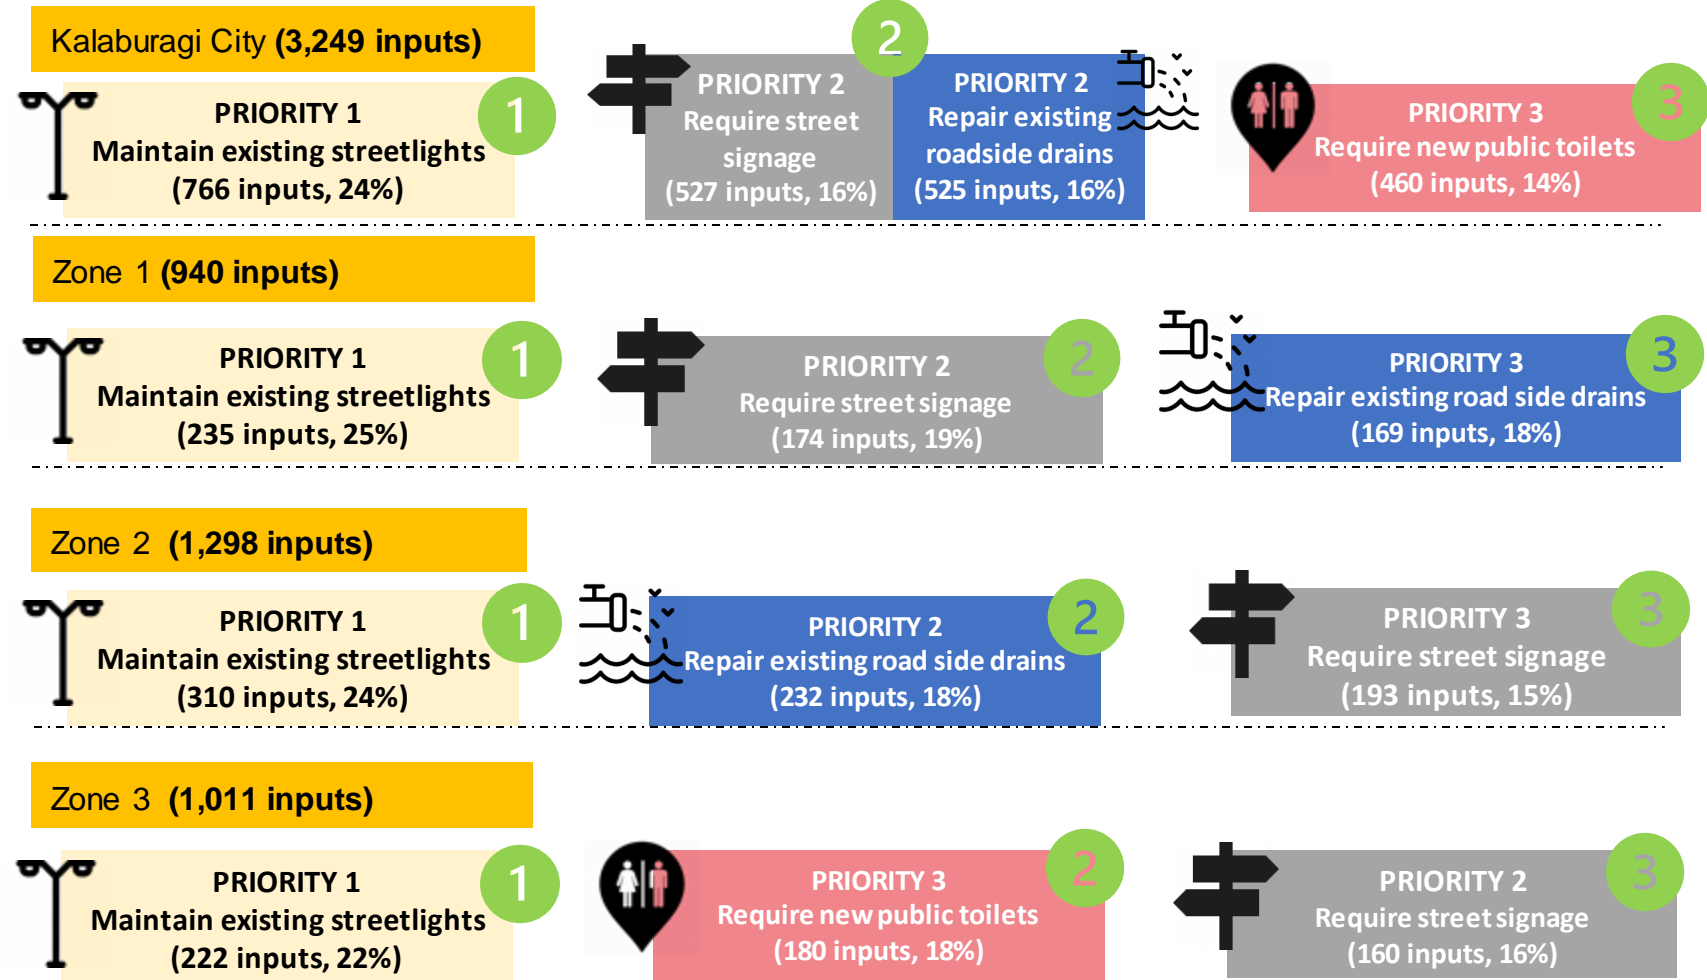 Kalaburagi City (3,249 inputs)
1
PRIORITY 1
Maintain existing streetlights
(766 inputs, 24%)
2
PRIORITY 2
Require street
signage
(527 inputs, 16%)
PRIORITY 2
Repair existing
roadside drains
(525 inputs, 16%)
3
PRIORITY 3
Require new public toilets
(460 inputs, 14%)
Zone 1 (940 inputs)
1
PRIORITY 1
Maintain existing streetlights
(235 inputs, 25%)
2
PRIORITY 2
Require street signage
(174 inputs, 19%)
3
PRIORITY 3
Repair existing road side drains
(169 inputs, 18%)
Zone 2 (1,298 inputs)
1
PRIORITY 1
Maintain existing streetlights
(310 inputs, 24%)
2
PRIORITY 2
Repair existing road side drains
(232 inputs, 18%)
3
PRIORITY 3
Require street signage
(193 inputs, 15%)
Zone 3 (1,011 inputs)
1
PRIORITY 1
Maintain existing streetlights
(222 inputs, 22%)
2
PRIORITY 3
Require new public toilets
(180 inputs, 18%)
3
PRIORITY 2
Require street signage
(160 inputs, 16%)